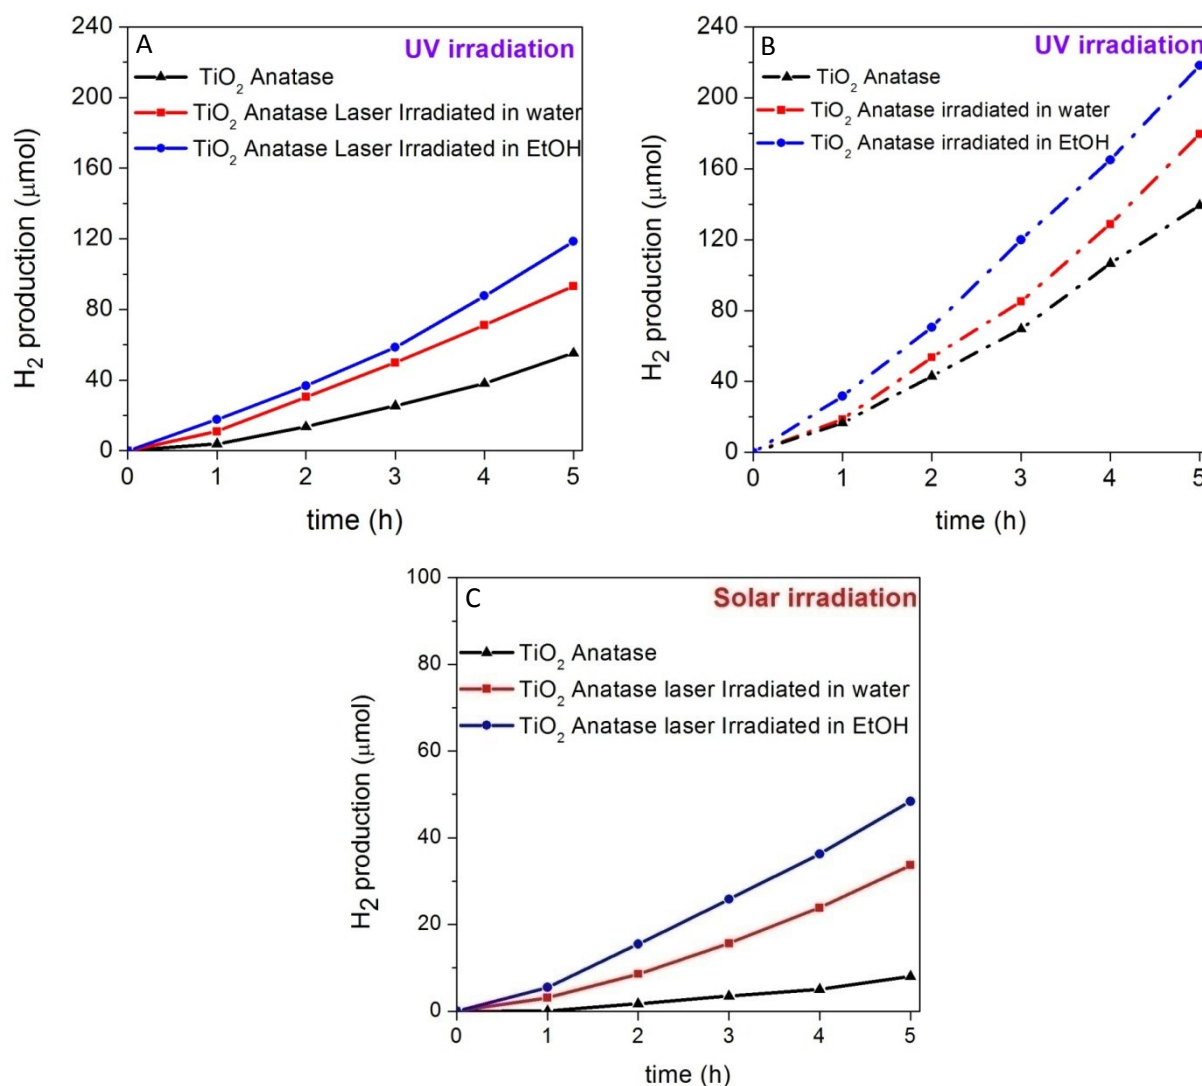 A
UV irradiation
TiO₂ Anatase
TiO₂ Anatase Laser Irradiated in water
TiO₂ Anatase Laser Irradiated in EtOH
240
200
160
120
80
40
0
H₂ production (μmol)
0 1 2 3 4 5
time (h)
B
UV irradiation
TiO₂ Anatase
TiO₂ Anatase irradiated in water
TiO₂ Anatase irradiated in EtOH
240
200
160
120
80
40
0
H₂ production (μmol)
0 1 2 3 4 5
time (h)
C
Solar irradiation
TiO₂ Anatase
TiO₂ Anatase laser Irradiated in water
TiO₂ Anatase laser Irradiated in EtOH
100
80
60
40
20
0
H₂ production (μmol)
0 1 2 3 4 5
time (h)